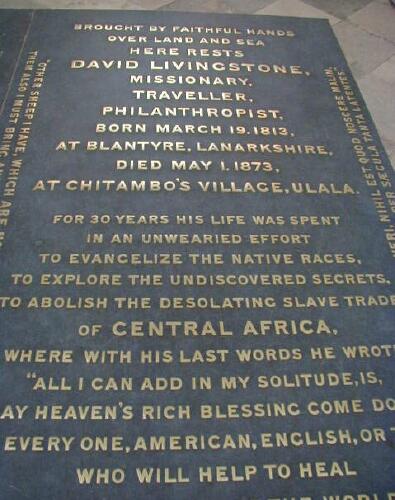 BROUGHT BY FAITHFUL HANDS
OVER LAND AND SEA
HERE RESTS
DAVID LIVINGSTONE,
MISSIONARY,
TRAVELLER,
PHILANTHROPIST,
BORN MARCH 19.1813.
AT BLANTYRE, LANARKSHIRE,
DIED MAY 1.1873,
AT CHITAMBO'S VILLAGE, ULALA.
FOR 30 YEARS HIS LIFE WAS SPENT
IN AN UNWEARIED EFFORT
TO EVANGELIZE THE NATIVE RACES,
TO EXPLORE THE UNDISCOVERED SECRETS,
TO ABOLISH THE DESOLATING SLAVE TRADE
OF CENTRAL AFRICA,
WHERE WITH HIS LAST WORDS HE WROT
"ALL I CAN ADD IN MY SOLITUDE, IS,
AY HEAVEN'S RICH BLESSING COME DO
EVERY ONE, AMERICAN, ENGLISH, OR T
WHO WILL HELP TO HEAL
THE WORL
OTHER SHEEP I HAVE, WHICH ARE
THEM ALSO I MUST BRING, AN
NIHIL EST QUOD NOSCERE MALIM,
PER SÆCULA TANTA LATENTES.